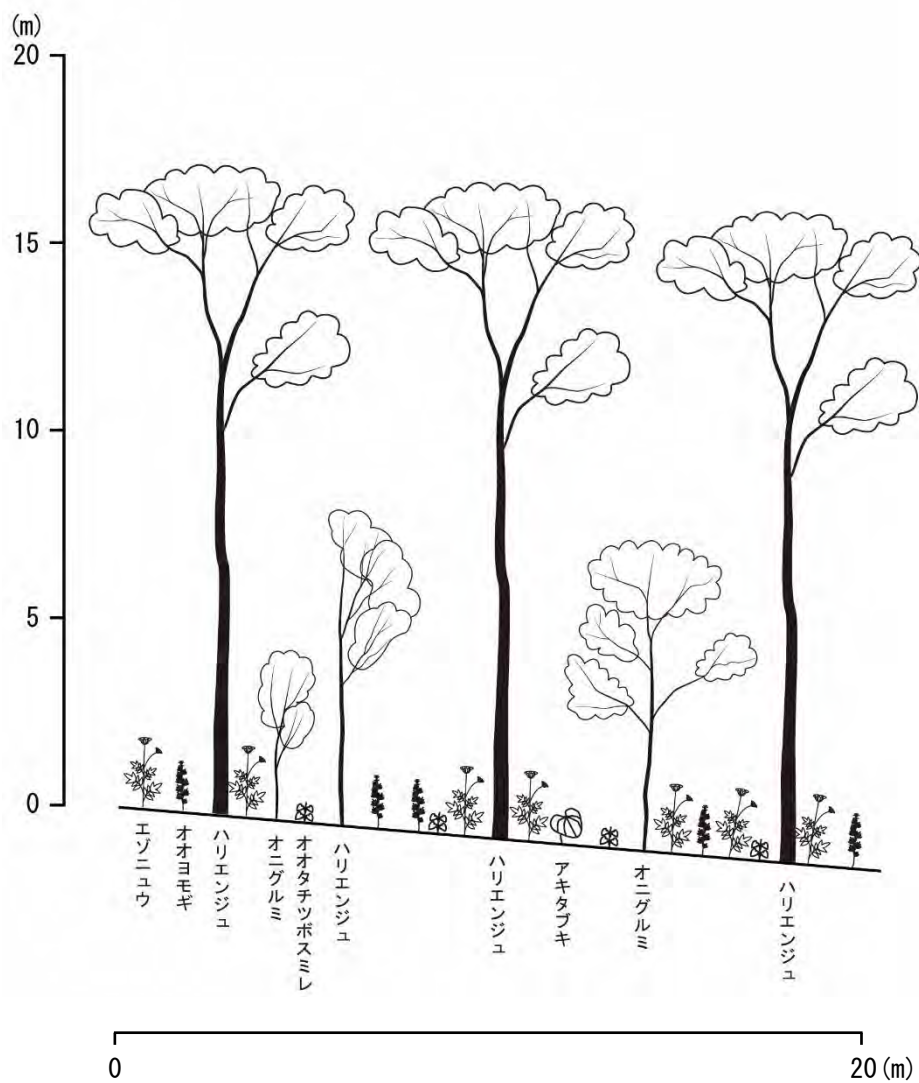 (m)
20
15
10
5
0
エゾニュウ
オオヨモギ
ハリエンジュ
オニグルミ
オオタチツボスミレ
ハリエンジュ
ハリエンジュ
アキタブキ
オニグルミ
ハリエンジュ
0
20(m)